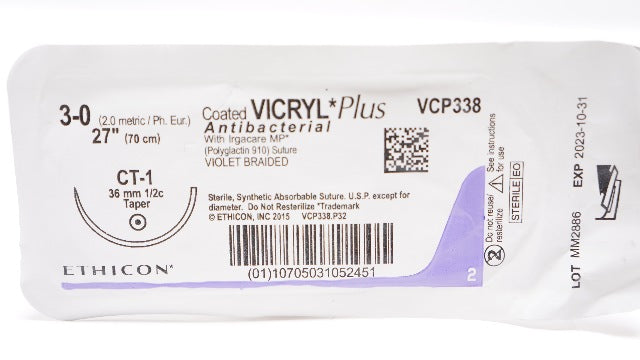 3-0 (2.0 metric / Ph. Eur.)
27" (70 cm)
CT-1
36 mm 1/2c
Taper
ETHICON*
Coated VICRYL* Plus
Antibacterial
With Irgacare MP*
(Polyglactin 910) Suture
VIOLET BRAIDED
VCP338
Sterile, Synthetic Absorbable Suture. U.S.P. except for
diameter. Do Not Resterilize *Trademark
© ETHICON, INC 2015 VCP338.P32
(01)10705031052451
2
2 Do not reuse/
resterilize
See instructions
for use
STERILE EO
LOT MM2886 EXP 2023-10-31